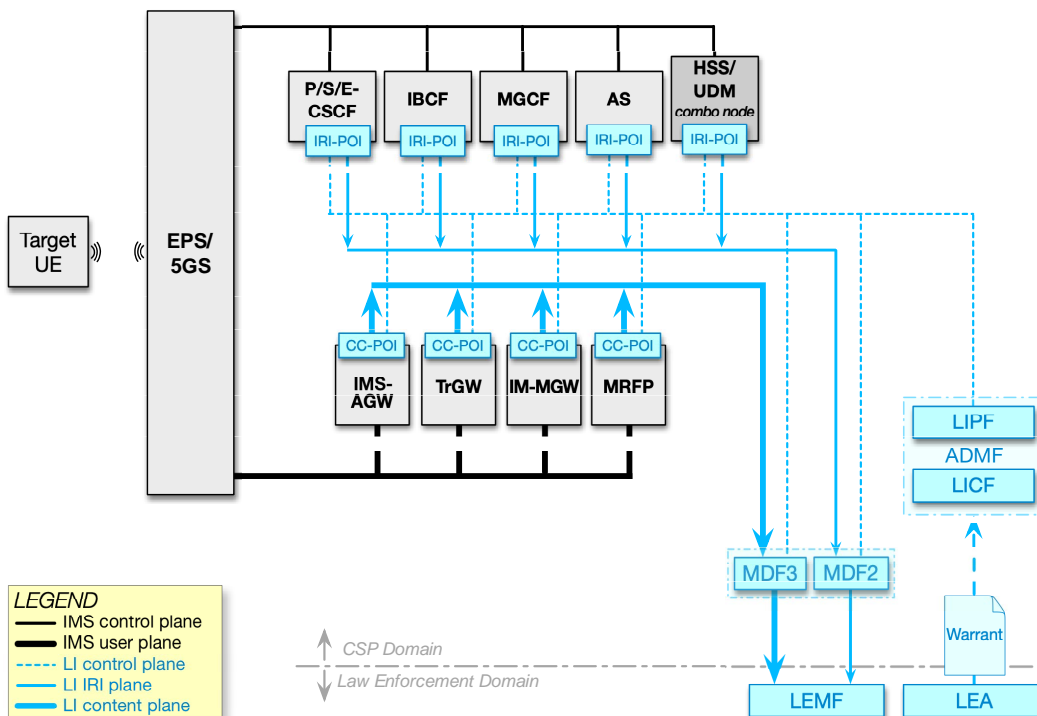 P/S/E-
CSCF
IBCF
MGCF
AS
HSS/
UDM
combo node
IRI-POI
IRI-POI
IRI-POI
IRI-POI
IRI-POI
Target
UE
EPS/
5GS
CC-POI
CC-POI
CC-POI
CC-POI
IMS-
AGW
TrGW
IM-MGW
MRFP
LIPF
ADMF
LICF
MDF3
MDF2
Warrant
LEGEND
IMS control plane
IMS user plane
LI control plane
LI IRI plane
LI content plane
CSP Domain
Law Enforcement Domain
LEMF
LEA